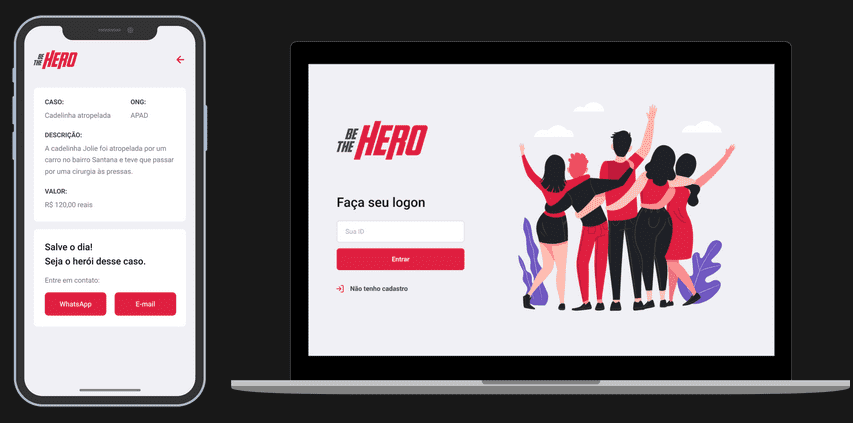 BE
THE HERO
CASO: ONG:
Cadelinha atropelada APAD
DESCRIÇÃO:
A cadelinha Jolie foi atropelada por um
carro no bairro Santana e teve que passar
por uma cirurgia às pressas.
VALOR:
R$ 120,00 reais
Salve o dia!
Seja o herói desse caso.
Entre em contato:
WhatsApp E-mail
BE
THE HERO
Faça seu logon
Sua ID
Entrar
Não tenho cadastro